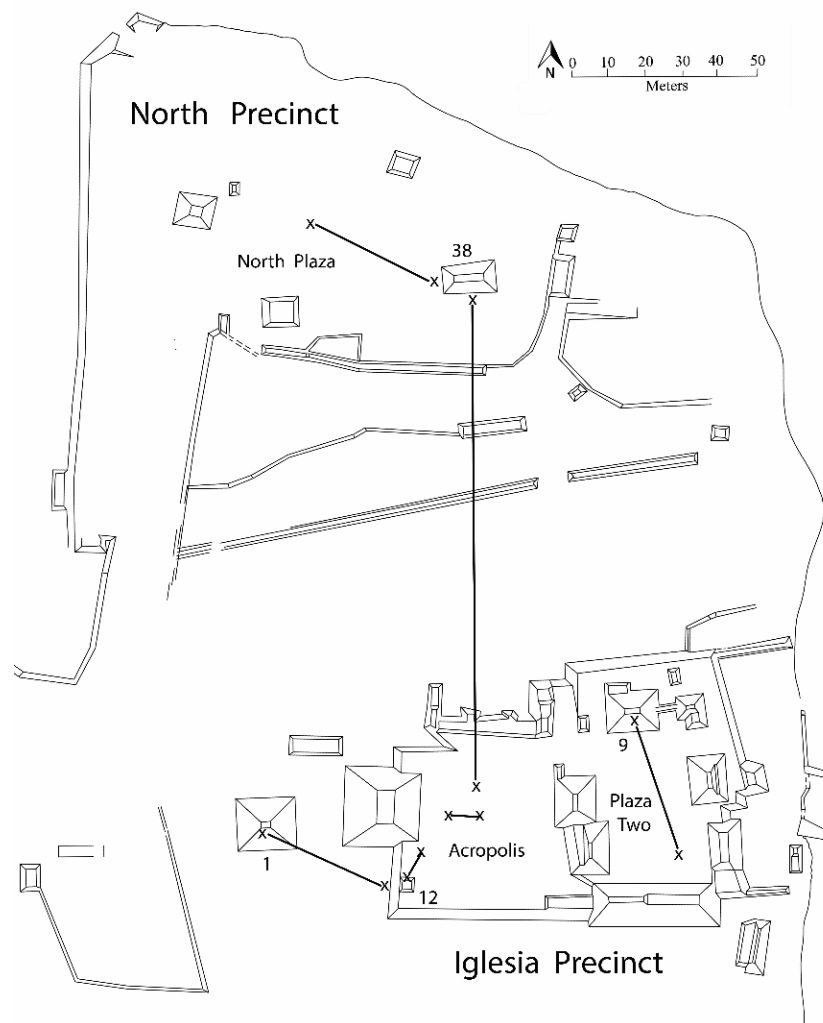 North Precinct
N
0 10 20 30 40 50
Meters
38
North Plaza
9
Plaza
Two
Acropolis
1
12
Iglesia Precinct
x
x
x
x
x
x
x
x
x
x
x
x